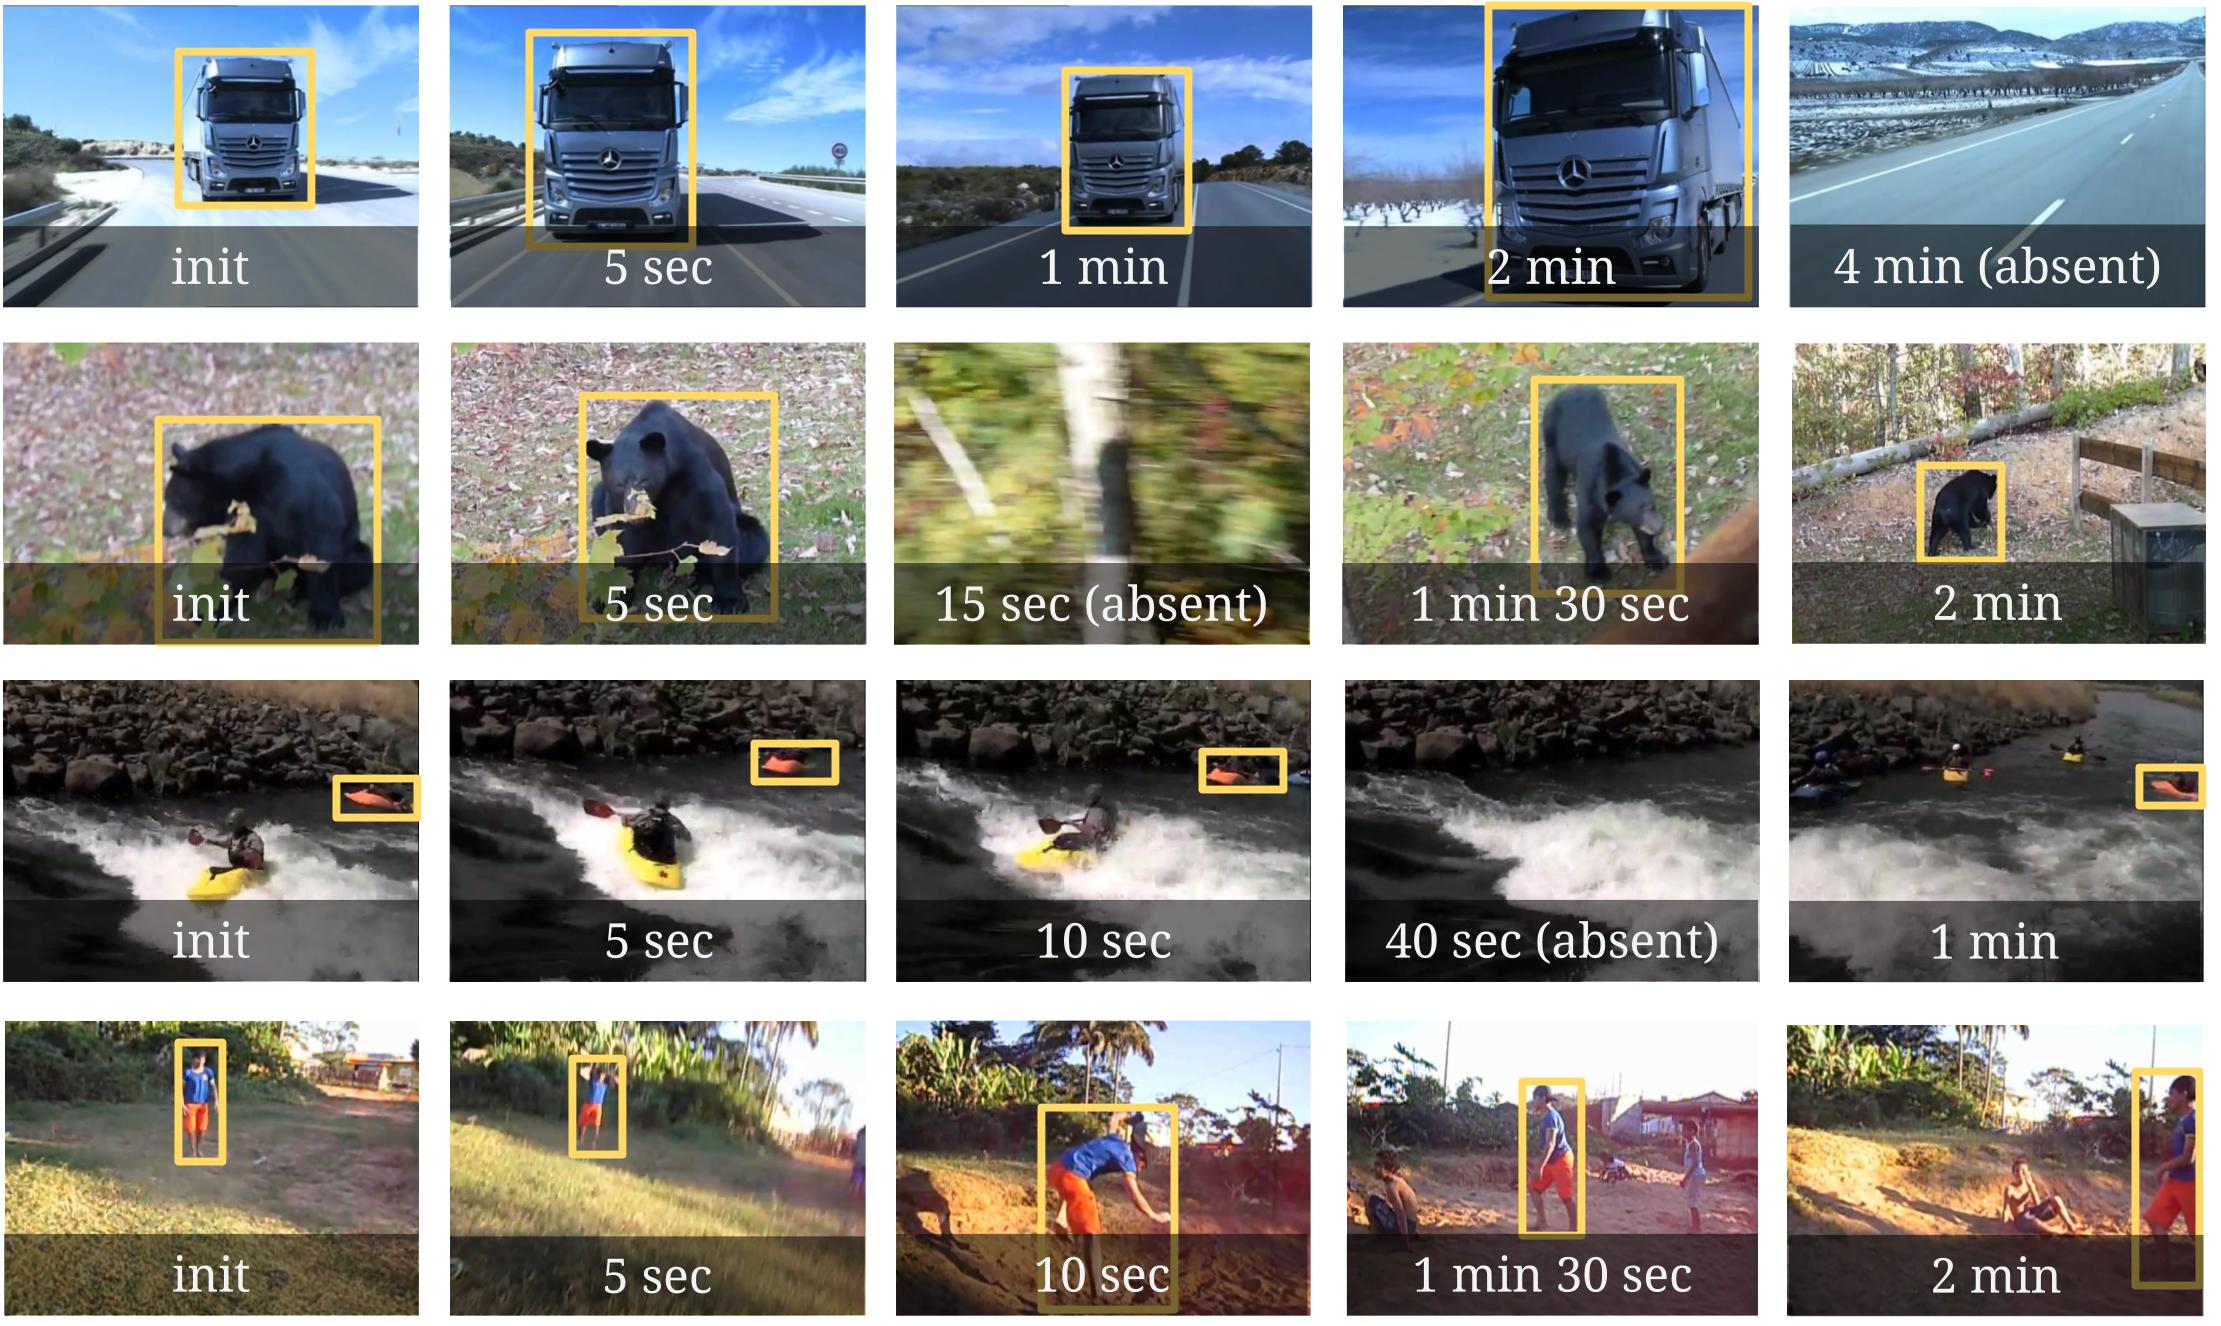 init
5 sec
1 min
2 min
4 min (absent)
init
5 sec
15 sec (absent)
1 min 30 sec
2 min
init
5 sec
10 sec
40 sec (absent)
1 min
init
5 sec
10 sec
1 min 30 sec
2 min